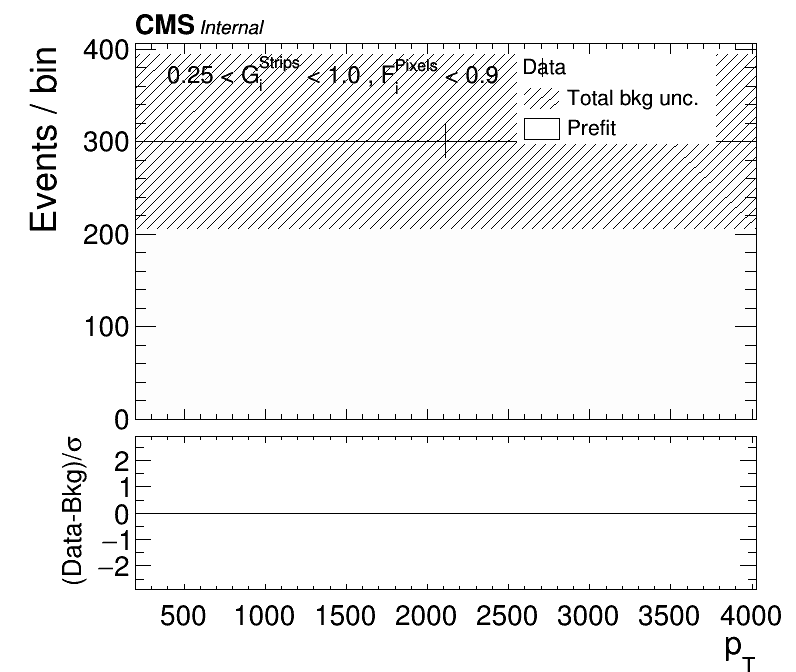 CMS Internal
Events / bin
400
300
200
100
0
0.25 < G_i^Strips < 1.0 , F_i^Pixels < 0.9
Data
Total bkg unc.
Prefit
(Data-Bkg)/σ
2
1
0
−1
−2
500 1000 1500 2000 2500 3000 3500 4000
p_T